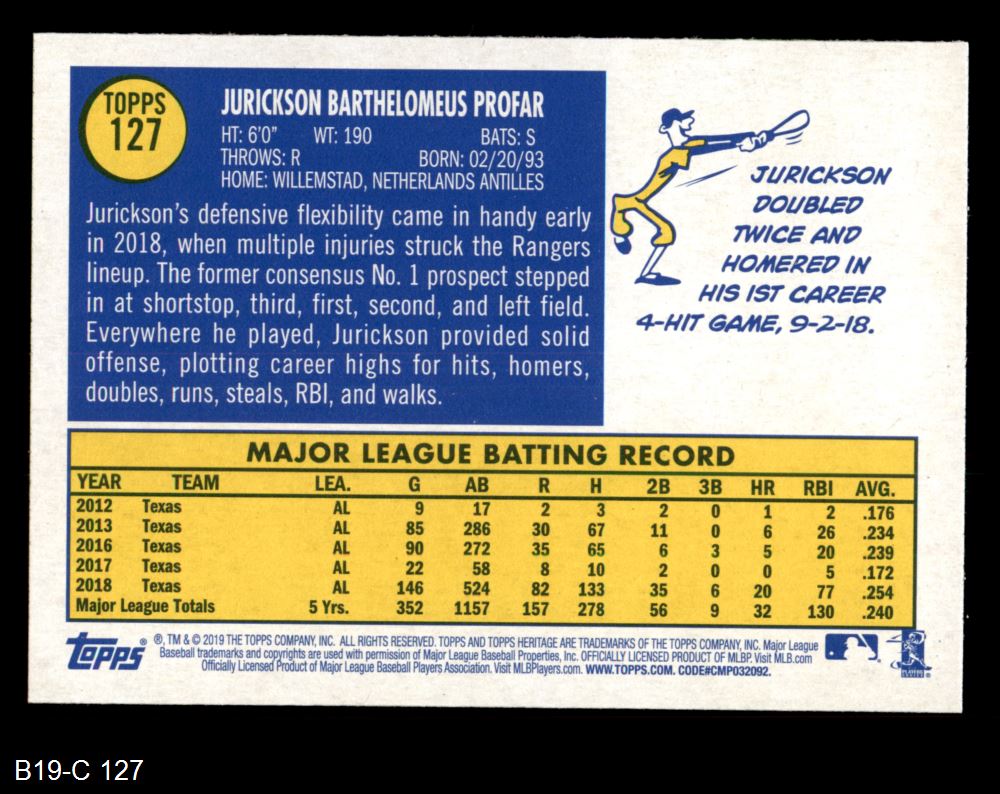 TOPPS
127
JURICKSON BARTHELOMEUS PROFAR
HT: 6'0" WT: 190 BATS: S
THROWS: R BORN: 02/20/93
HOME: WILLEMSTAD, NETHERLANDS ANTILLES
Jurickson's defensive flexibility came in handy early
in 2018, when multiple injuries struck the Rangers
lineup. The former consensus No. 1 prospect stepped
in at shortstop, third, first, second, and left field.
Everywhere he played, Jurickson provided solid
offense, plotting career highs for hits, homers,
doubles, runs, steals, RBI, and walks.
JURICKSON
DOUBLED
TWICE AND
HOMERED IN
HIS 1ST CAREER
4-HIT GAME, 9-2-18.
MAJOR LEAGUE BATTING RECORD
YEAR TEAM LEA. G AB R H 2B 3B HR RBI AVG.
2012 Texas AL 9 17 2 3 2 0 1 2 .176
2013 Texas AL 85 286 30 67 11 0 6 26 .234
2016 Texas AL 90 272 35 65 6 3 5 20 .239
2017 Texas AL 22 58 8 10 2 0 0 5 .172
2018 Texas AL 146 524 82 133 35 6 20 77 .254
Major League Totals 5 Yrs. 352 1157 157 278 56 9 32 130 .240
Topps ® ®, TM & © 2019 THE TOPPS COMPANY, INC. ALL RIGHTS RESERVED. TOPPS AND TOPPS HERITAGE ARE TRADEMARKS OF THE TOPPS COMPANY, INC. Major League
Baseball trademarks and copyrights are used with permission of Major League Baseball Properties, Inc. OFFICIALLY LICENSED PRODUCT OF MLBP. Visit MLB.com
Officially Licensed Product of Major League Baseball Players Association. Visit MLBPlayers.com. WWW.TOPPS.COM. CODE#CMP032092.
B19-C 127